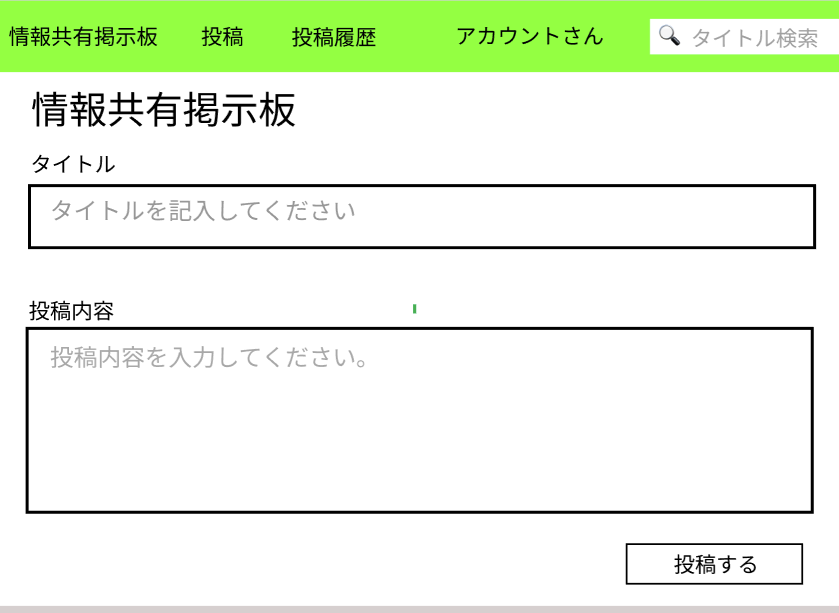 情報共有掲示板 投稿 投稿履歴 アカウントさん タイトル検索
情報共有掲示板
タイトル
タイトルを記入してください
投稿内容
投稿内容を入力してください。
投稿する